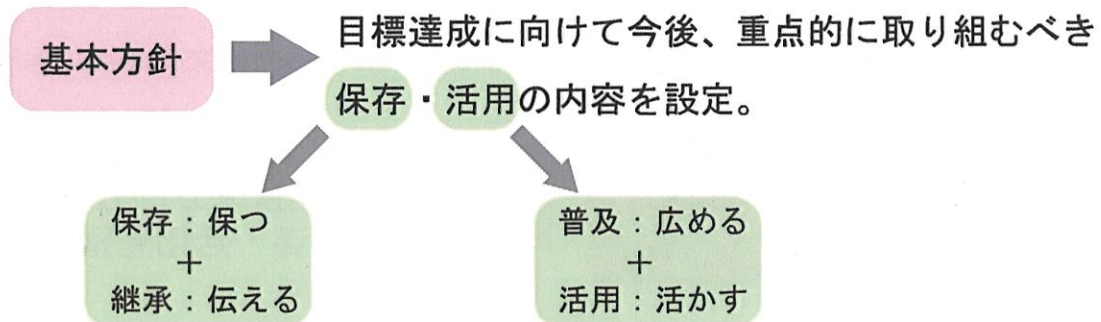 基本方針
目標達成に向けて今後、重点的に取り組むべき
保存・活用の内容を設定。
保存：保つ
＋
継承：伝える
普及：広める
＋
活用：活かす